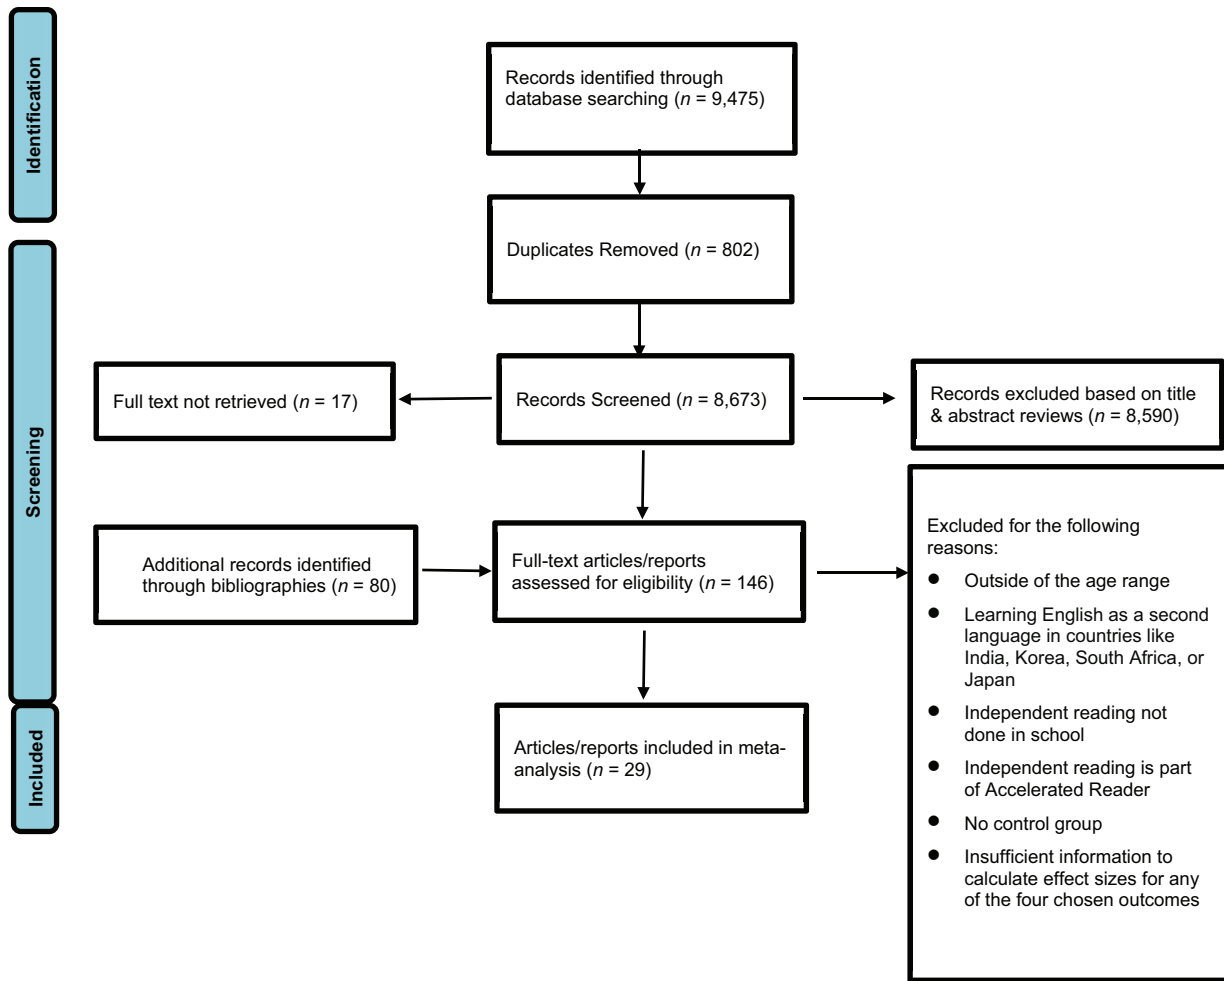 Identification
Records identified through
database searching (n = 9,475)
Duplicates Removed (n = 802)
Screening
Full text not retrieved (n = 17)
Records Screened (n = 8,673)
Records excluded based on title
& abstract reviews (n = 8,590)
Additional records identified
through bibliographies (n = 80)
Full-text articles/reports
assessed for eligibility (n = 146)
Excluded for the following
reasons:
● Outside of the age range
● Learning English as a second
language in countries like
India, Korea, South Africa, or
Japan
● Independent reading not
done in school
● Independent reading is part
of Accelerated Reader
● No control group
● Insufficient information to
calculate effect sizes for any
of the four chosen outcomes
Included
Articles/reports included in meta-
analysis (n = 29)